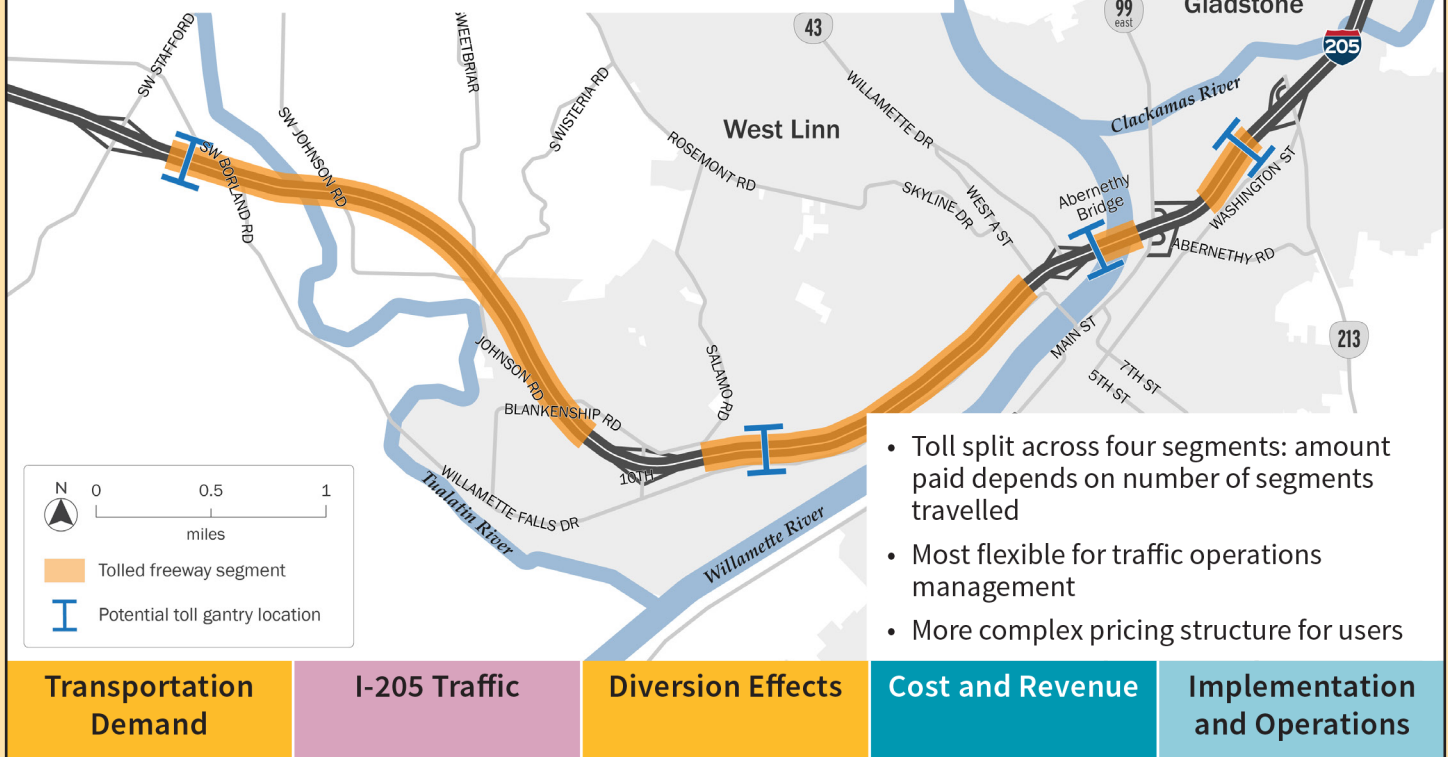 43
99
east
Gladstone
205
SW STAFFORD
SWEETBRIAR
S WISTERIA RD
WILLAMETTE DR
Clackamas River
West Linn
SW JOHNSON RD
SW BORLAND RD
ROSEMONT RD
SKYLINE DR
WEST A ST
Abernethy
Bridge
WASHINGTON ST
ABERNETHY RD
MAIN ST
213
7TH ST
5TH ST
JOHNSON RD
SALAMO RD
BLANKENSHIP RD
10TH
WILLAMETTE FALLS DR
Tualatin River
Willamette River
N
0 0.5 1
miles
Tolled freeway segment
Potential toll gantry location
• Toll split across four segments: amount
paid depends on number of segments
travelled
• Most flexible for traffic operations
management
• More complex pricing structure for users
Transportation
Demand
I-205 Traffic
Diversion Effects
Cost and Revenue
Implementation
and Operations